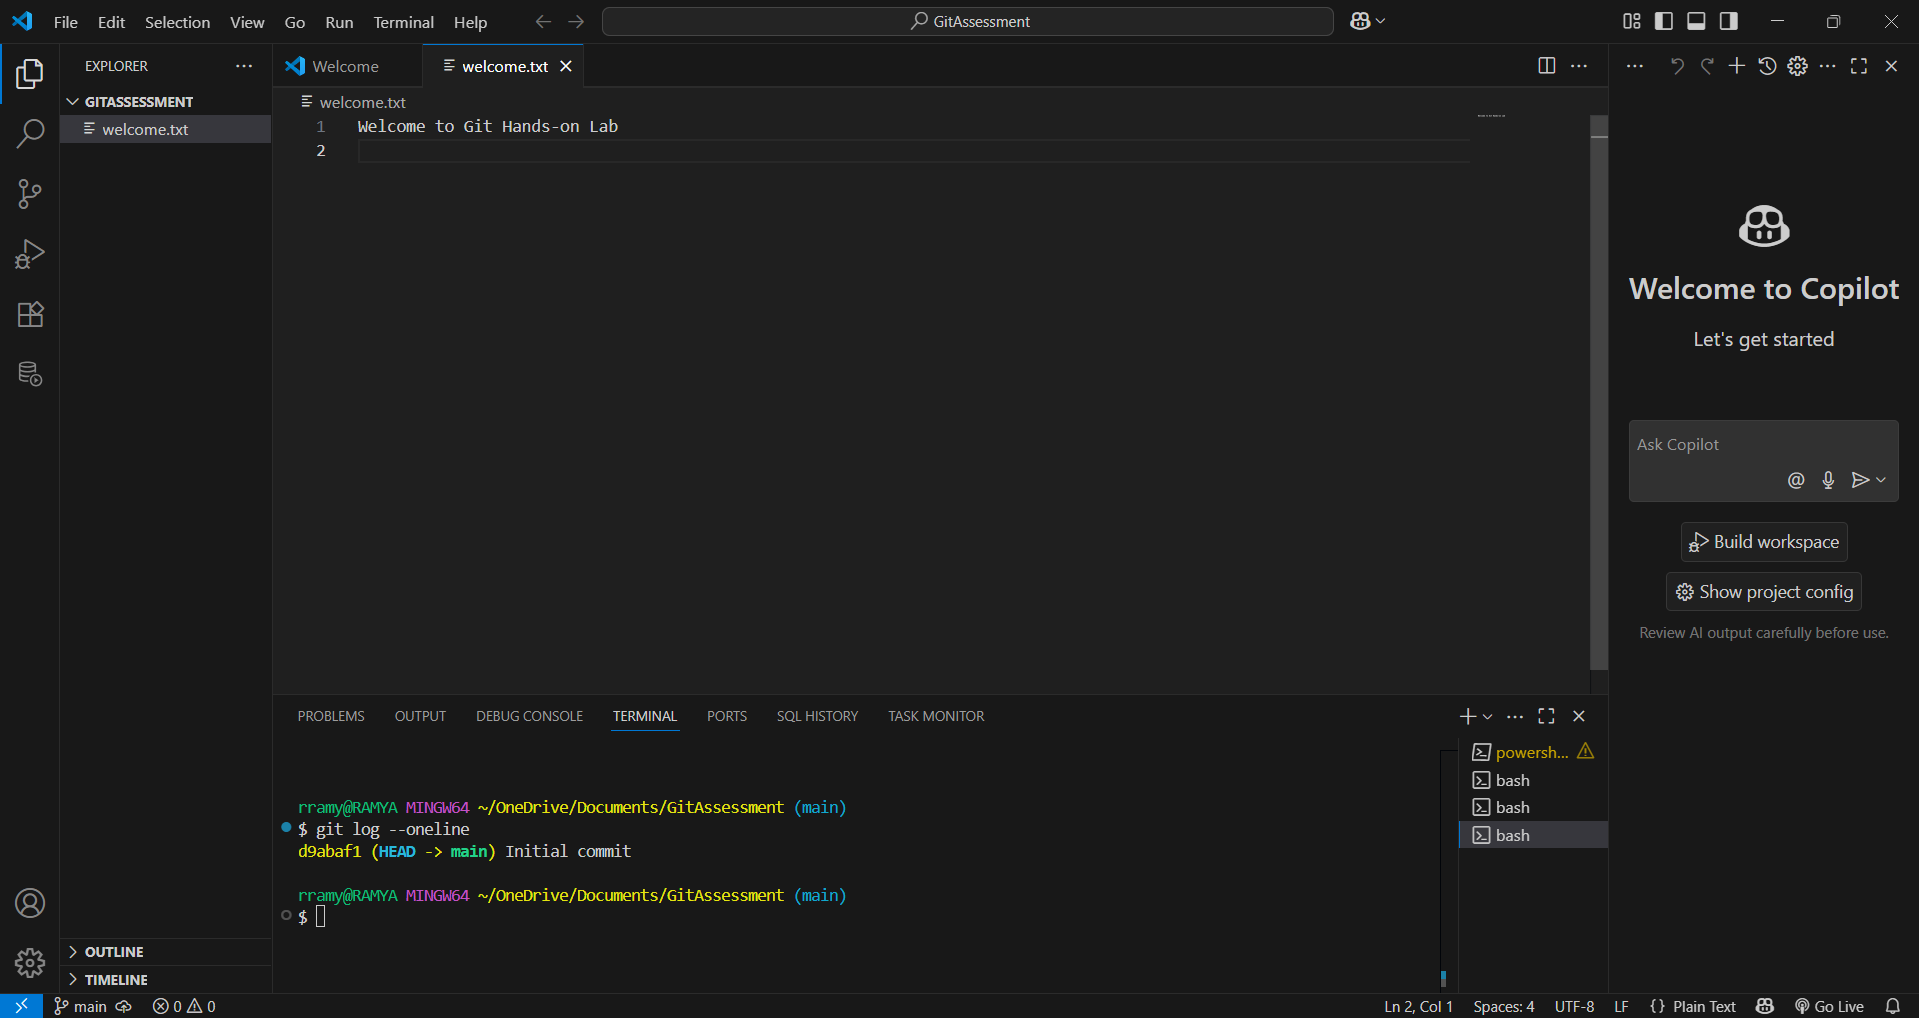 File Edit Selection View Go Run Terminal Help
GitAssessment
EXPLORER
GITASSESSMENT
welcome.txt
OUTLINE
TIMELINE
Welcome
welcome.txt
welcome.txt
1 Welcome to Git Hands-on Lab
2
PROBLEMS OUTPUT DEBUG CONSOLE TERMINAL PORTS SQL HISTORY TASK MONITOR
rramy@RAMYA MINGW64 ~/OneDrive/Documents/GitAssessment (main)
$ git log --oneline
d9abaf1 (HEAD -> main) Initial commit
rramy@RAMYA MINGW64 ~/OneDrive/Documents/GitAssessment (main)
$
powersh...
bash
bash
bash
Welcome to Copilot
Let's get started
Ask Copilot
@
Build workspace
Show project config
Review AI output carefully before use.
main 0 0 Ln 2, Col 1 Spaces: 4 UTF-8 LF {} Plain Text Go Live